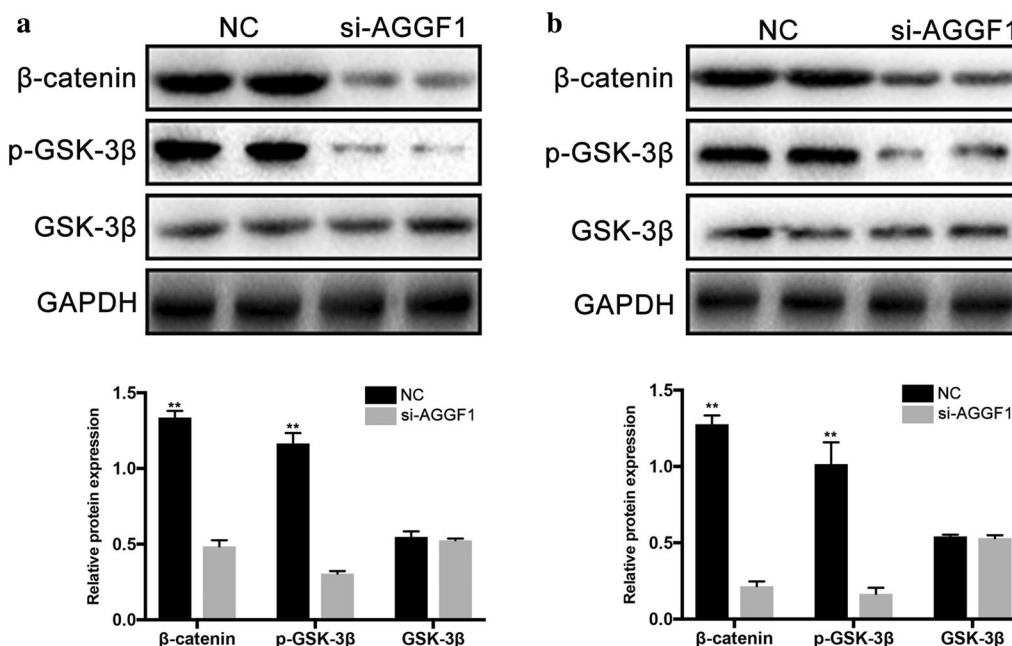 a
NC si-AGGF1
β-catenin
p-GSK-3β
GSK-3β
GAPDH
b
NC si-AGGF1
β-catenin
p-GSK-3β
GSK-3β
GAPDH
Relative protein expression
1.5
1.0
0.5
0.0
**
**
NC
si-AGGF1
β-catenin p-GSK-3β GSK-3β
Relative protein expression
1.5
1.0
0.5
0.0
**
**
NC
si-AGGF1
β-catenin p-GSK-3β GSK-3β